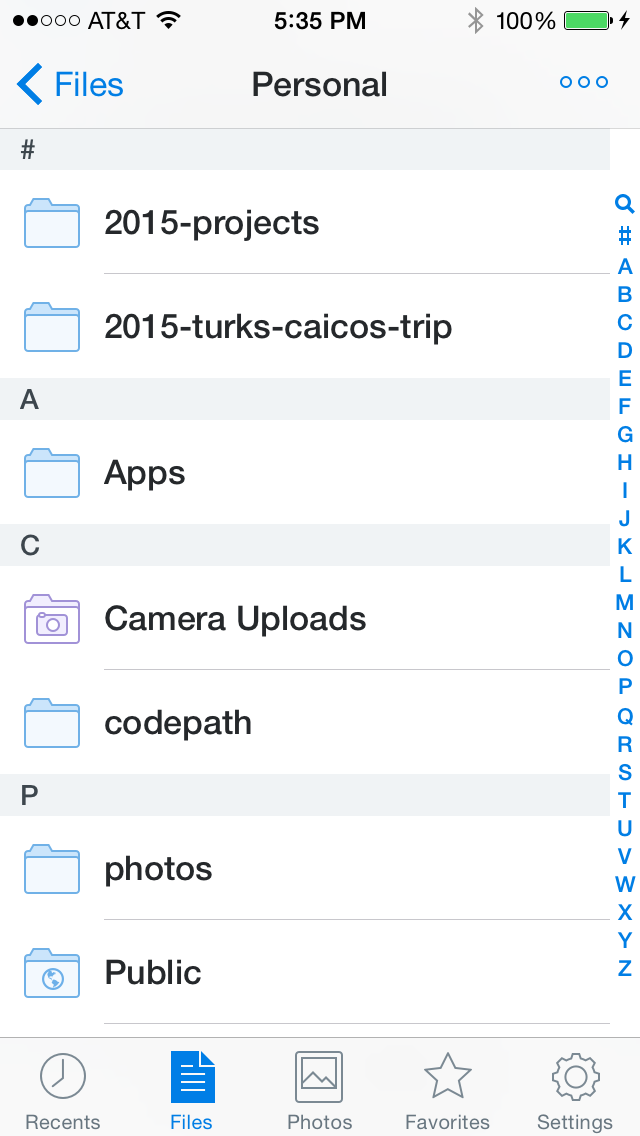 AT&T 5:35 PM 100%
Files Personal
#
2015-projects
2015-turks-caicos-trip
A
Apps
C
Camera Uploads
codepath
P
photos
Public
#
A
B
C
D
E
F
G
H
I
J
K
L
M
N
O
P
Q
R
S
T
U
V
W
X
Y
Z
Recents Files Photos Favorites Settings